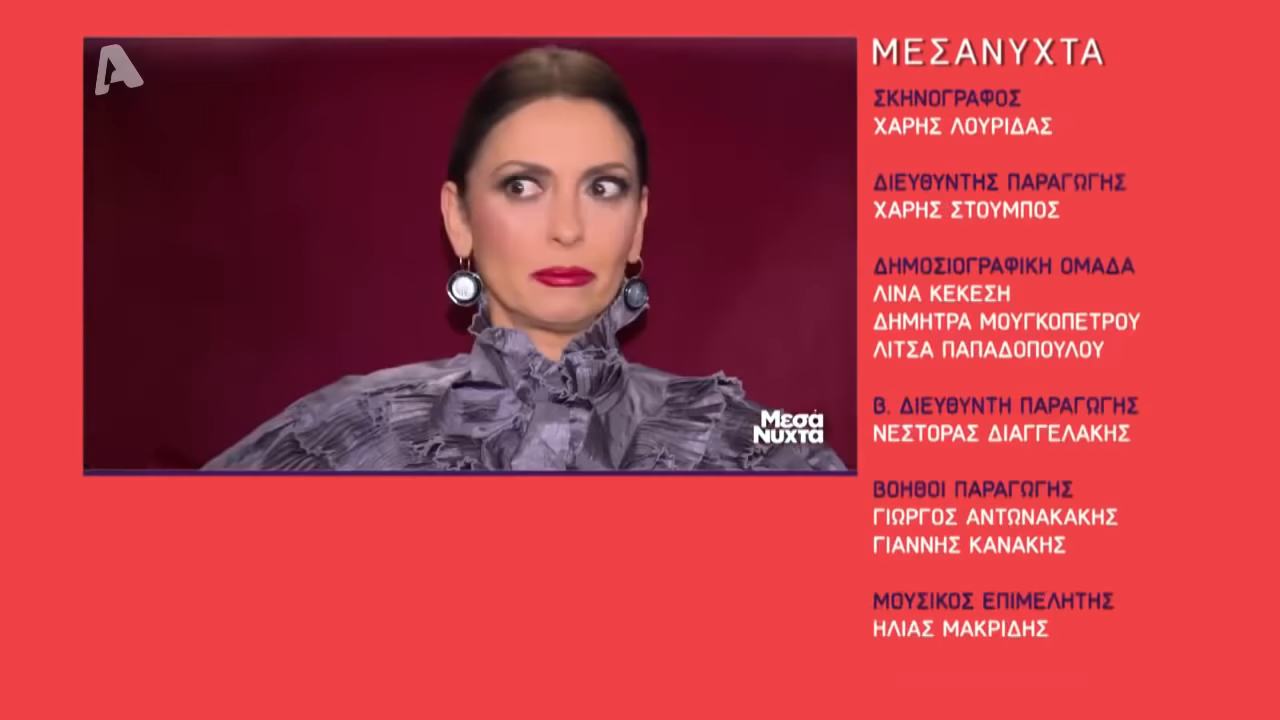 Μεσά
Νυχτα
ΜΕΣΑΝΥΧΤΑ
ΣΚΗΝΟΓΡΑΦΟΣ
ΧΑΡΗΣ ΛΟΥΡΙΔΑΣ
ΔΙΕΥΘΥΝΤΗΣ ΠΑΡΑΓΩΓΗΣ
ΧΑΡΗΣ ΣΤΟΥΜΠΟΣ
ΔΗΜΟΣΙΟΓΡΑΦΙΚΗ ΟΜΑΔΑ
ΛΙΝΑ ΚΕΚΕΣΗ
ΔΗΜΗΤΡΑ ΜΟΥΓΚΟΠΕΤΡΟΥ
ΛΙΤΣΑ ΠΑΠΑΔΟΠΟΥΛΟΥ
Β. ΔΙΕΥΘΥΝΤΗ ΠΑΡΑΓΩΓΗΣ
ΝΕΣΤΟΡΑΣ ΔΙΑΓΓΕΛΑΚΗΣ
ΒΟΗΘΟΙ ΠΑΡΑΓΩΓΗΣ
ΓΙΩΡΓΟΣ ΑΝΤΩΝΑΚΑΚΗΣ
ΓΙΑΝΝΗΣ ΚΑΝΑΚΗΣ
ΜΟΥΣΙΚΟΣ ΕΠΙΜΕΛΗΤΗΣ
ΗΛΙΑΣ ΜΑΚΡΙΔΗΣ